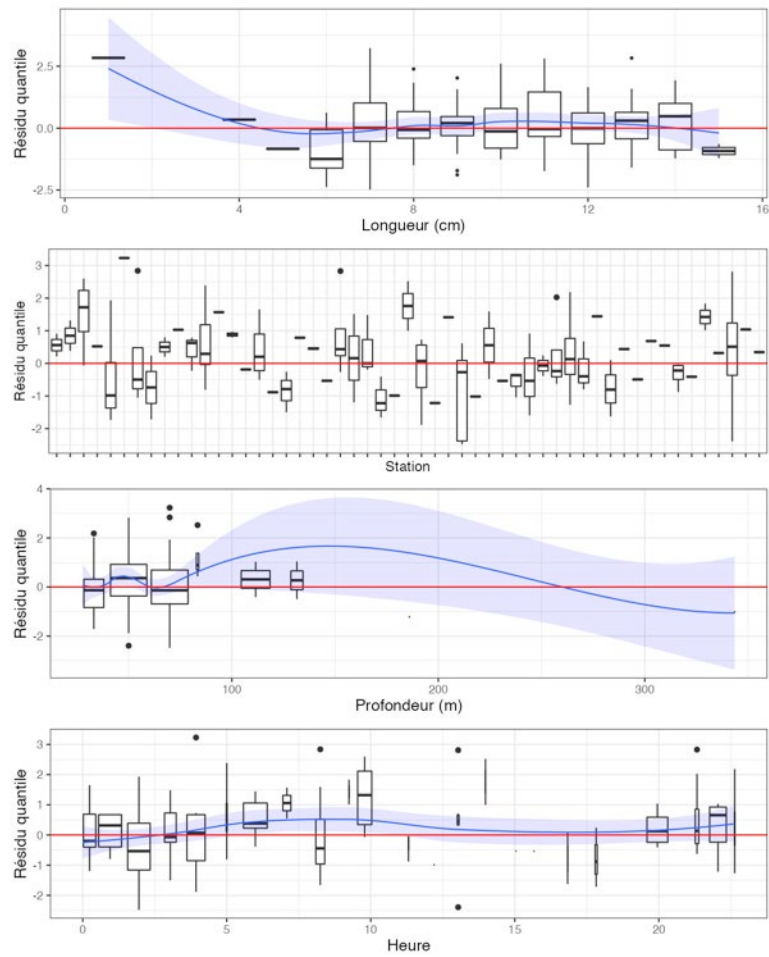 Résidu quantile
2.5
0.0
-2.5
0 4 8 12 16
Longueur (cm)
Résidu quantile
3
2
1
0
-1
-2
Station
Résidu quantile
4
2
0
-2
100 200 300
Profondeur (m)
Résidu quantile
3
2
1
0
-1
-2
0 5 10 15 20
Heure